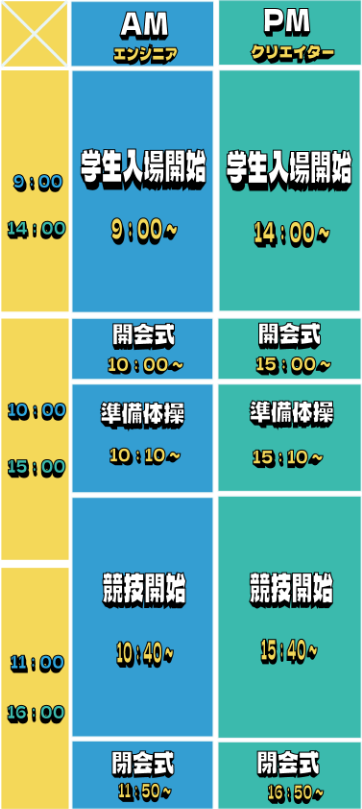 AM
エンジニア
PM
クリエイター
9:00
14:00
学生入場開始
9:00~
学生入場開始
14:00~
10:00
15:00
開会式
10:00~
開会式
15:00~
準備体操
10:10~
準備体操
15:10~
競技開始
10:40~
競技開始
15:40~
11:00
16:00
閉会式
11:50~
閉会式
16:50~